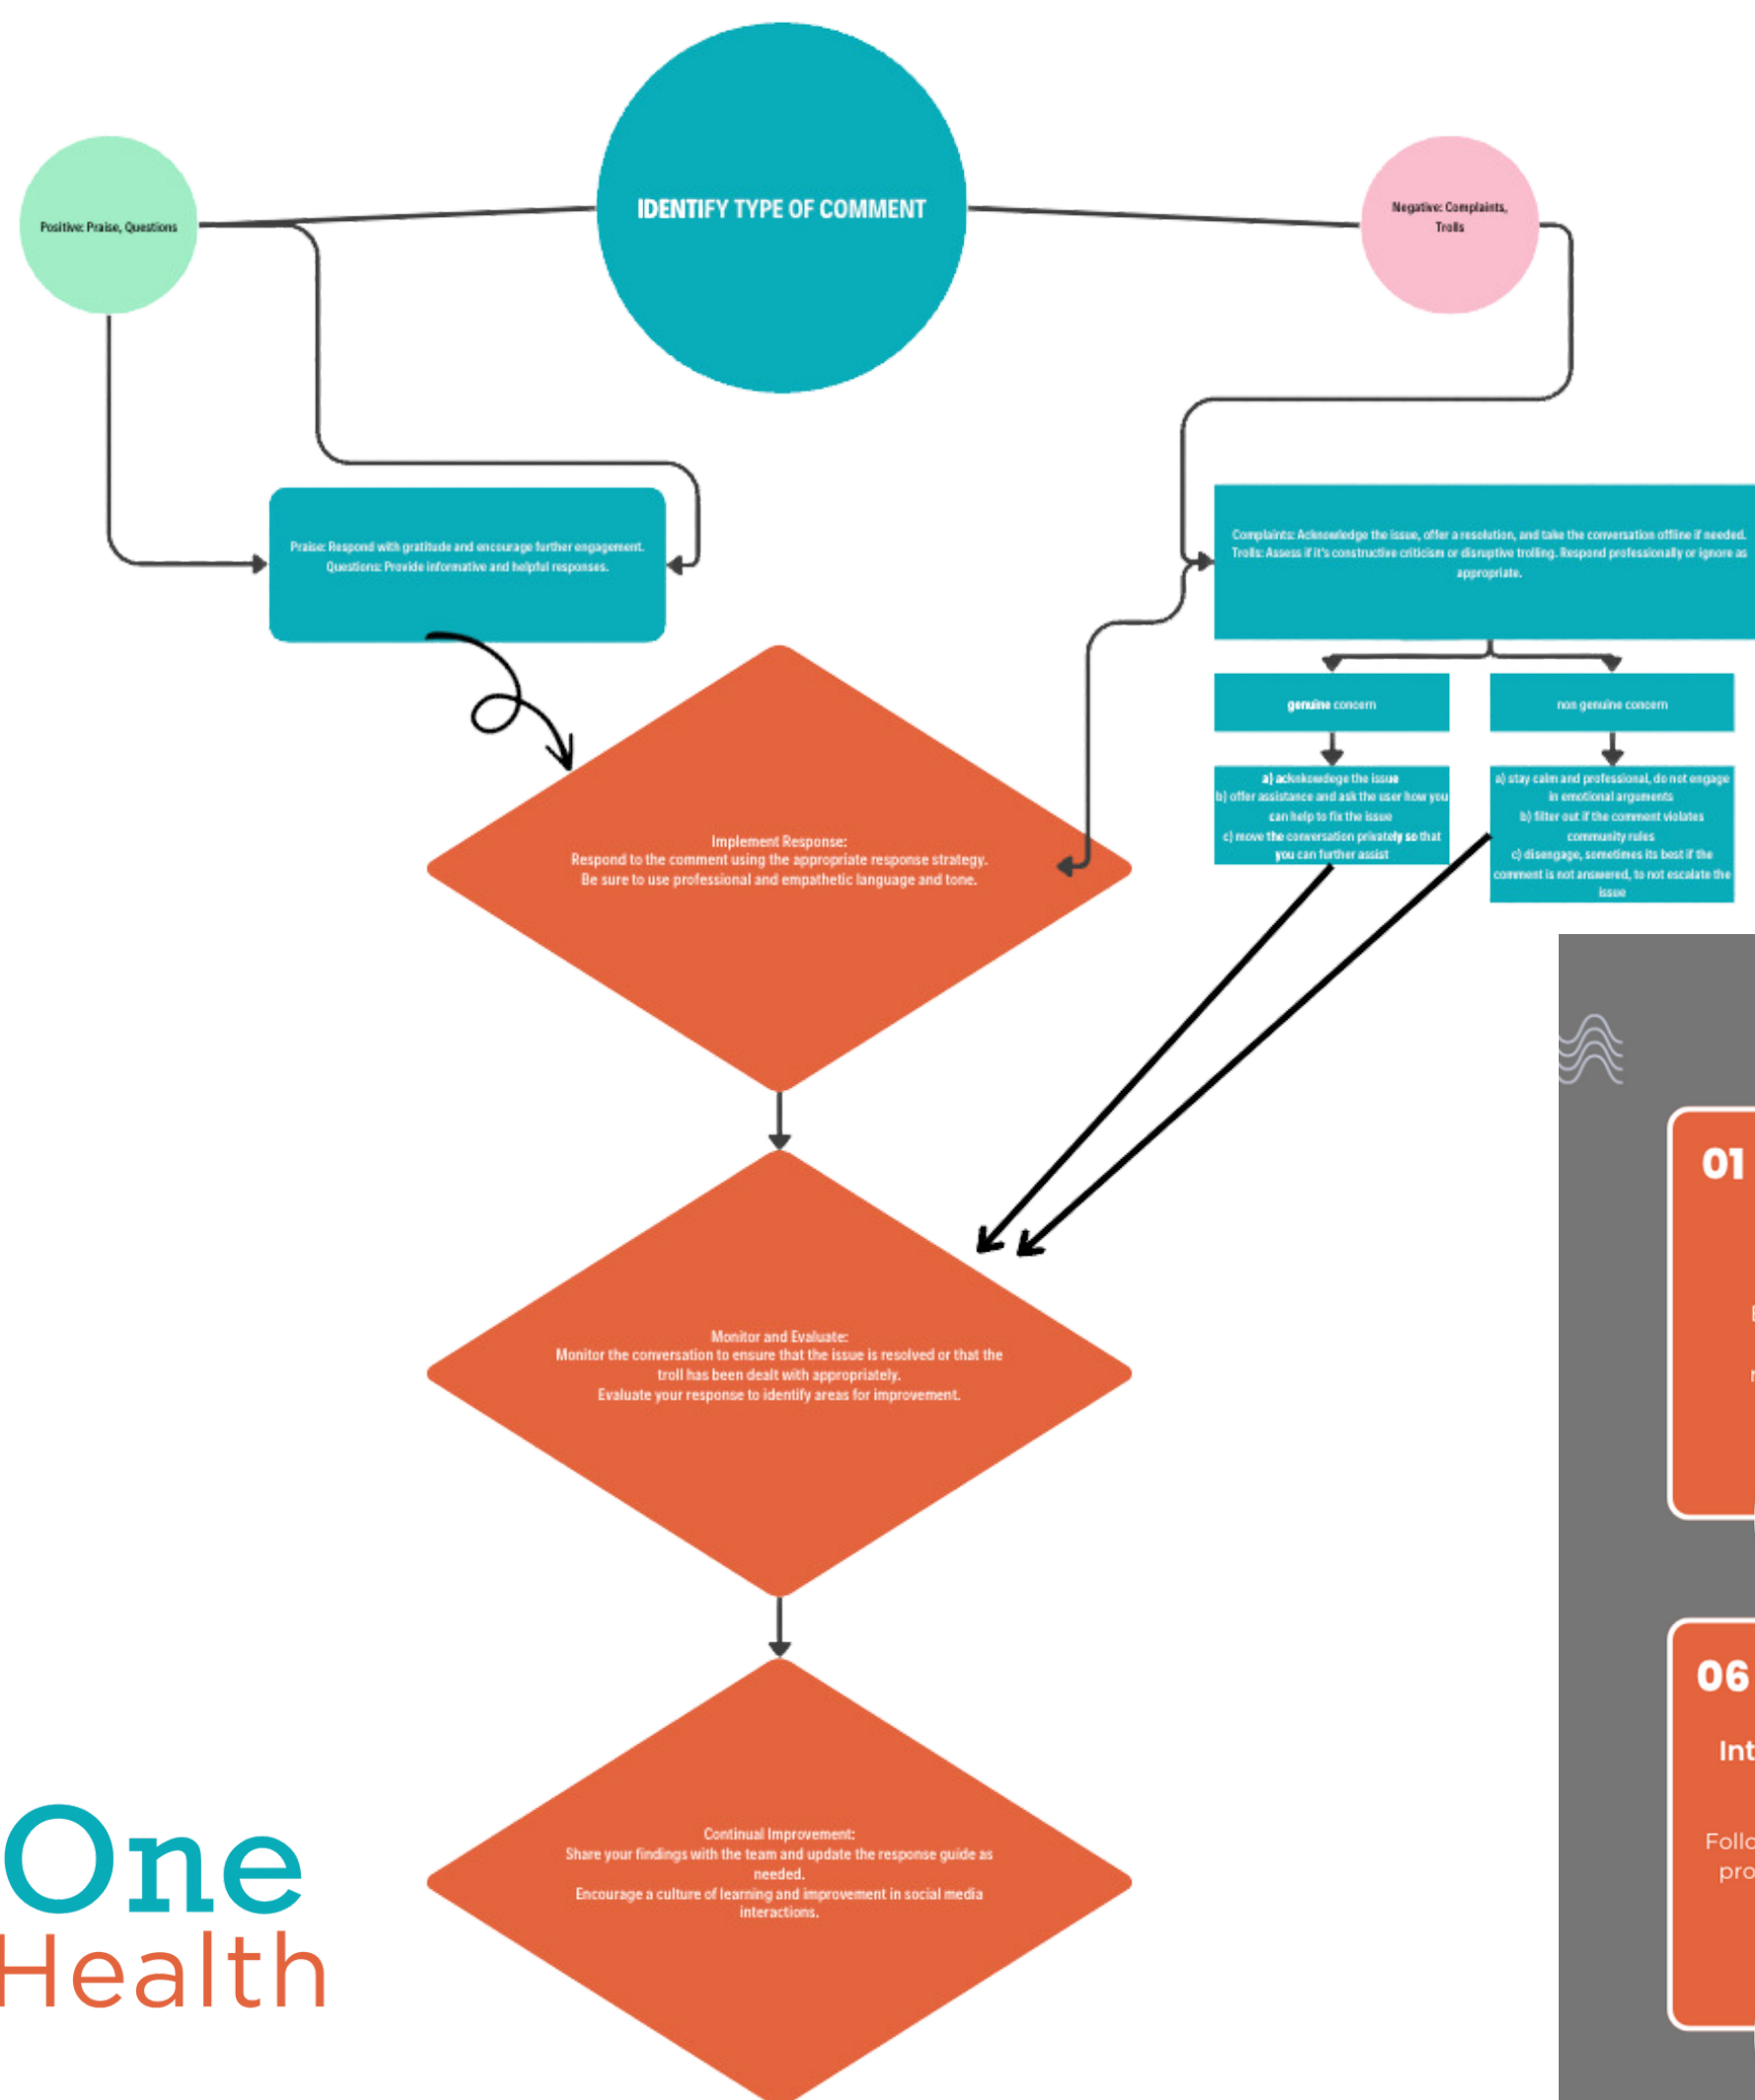 IDENTIFY TYPE OF COMMENT
Positive: Praise, Questions
Negative: Complaints,
Trolls
Praise: Respond with gratitude and encourage further engagement.
Questions: Provide informative and helpful responses.
Complaints: Acknowledge the issue, offer a resolution, and take the conversation offline if needed.
Trolls: Assess if it's constructive criticism or disruptive trolling. Respond professionally or ignore as
appropriate.
genuine concern
non genuine concern
a) acknkowdege the issue
b) offer assistance and ask the user how you
can help to fix the issue
c) move the conversation privately so that
you can further assist
a) stay calm and professional, do not engage
in emotional arguments
b) filter out if the comment violates
community rules
c) disengage, sometimes its best if the
comment is not answered, to not escalate the
issue
Implement Response:
Respond to the comment using the appropriate response strategy.
Be sure to use professional and empathetic language and tone.
Monitor and Evaluate:
Monitor the conversation to ensure that the issue is resolved or that the
troll has been dealt with appropriately.
Evaluate your response to identify areas for improvement.
Continual Improvement:
Share your findings with the team and update the response guide as
needed.
Encourage a culture of learning and improvement in social media
interactions.
One
Health
01
06
Int
Follo
pro